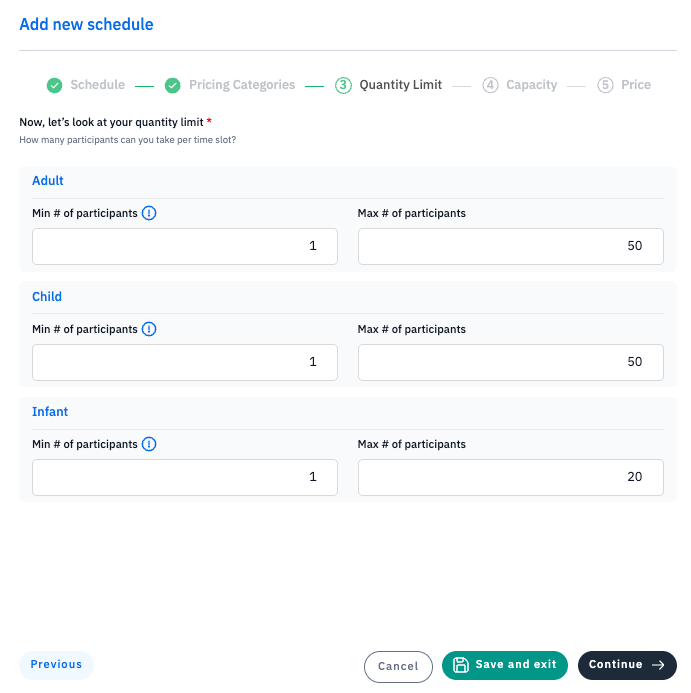 Add new schedule
Schedule Pricing Categories 3 Quantity Limit 4 Capacity 5 Price
Now, let's look at your quantity limit *
How many participants can you take per time slot?
Adult
Min # of participants Max # of participants
1 50
Child
Min # of participants Max # of participants
1 50
Infant
Min # of participants Max # of participants
1 20
Previous Cancel Save and exit Continue →